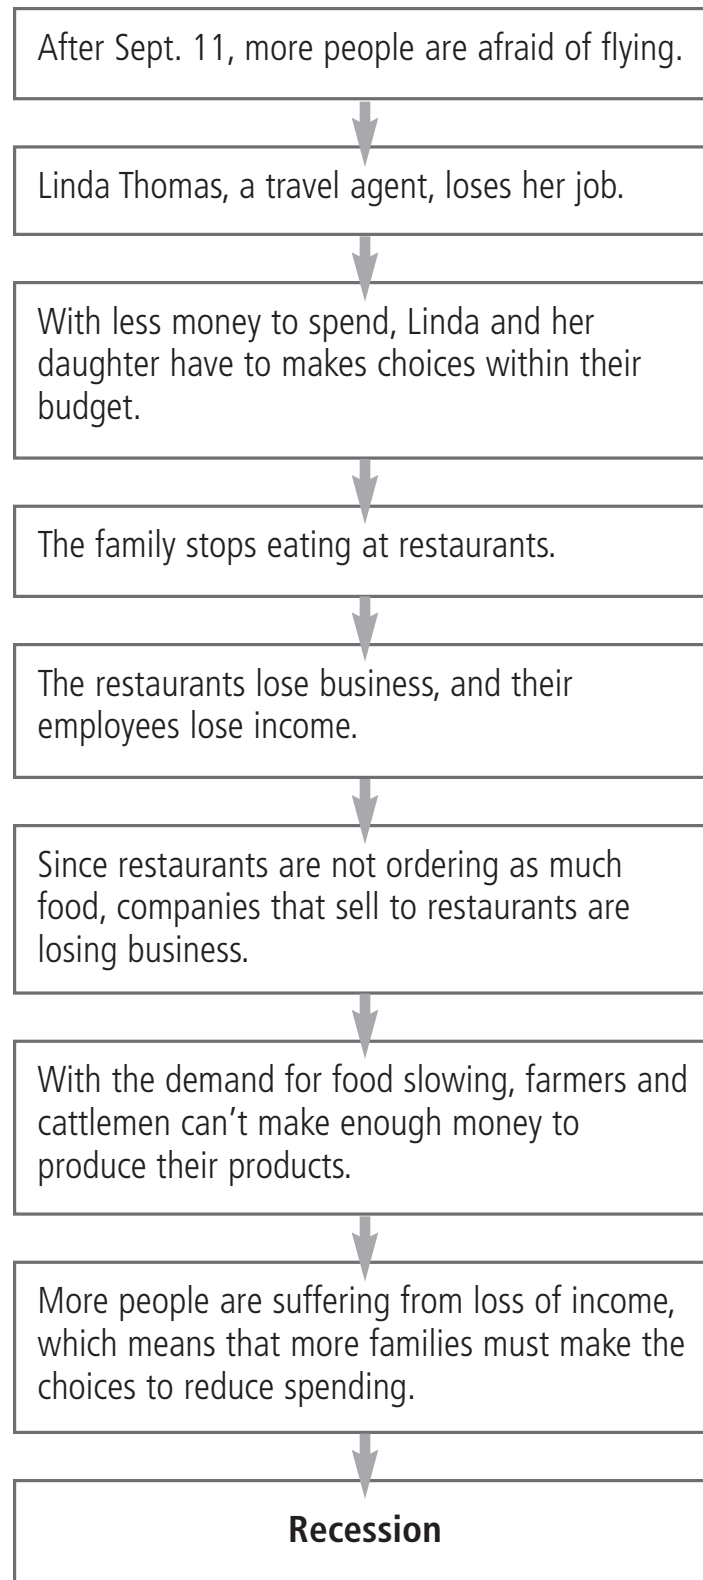 After Sept. 11, more people are afraid of flying.
Linda Thomas, a travel agent, loses her job.
With less money to spend, Linda and her
daughter have to makes choices within their
budget.
The family stops eating at restaurants.
The restaurants lose business, and their
employees lose income.
Since restaurants are not ordering as much
food, companies that sell to restaurants are
losing business.
With the demand for food slowing, farmers and
cattlemen can’t make enough money to
produce their products.
More people are suffering from loss of income,
which means that more families must make the
choices to reduce spending.
Recession